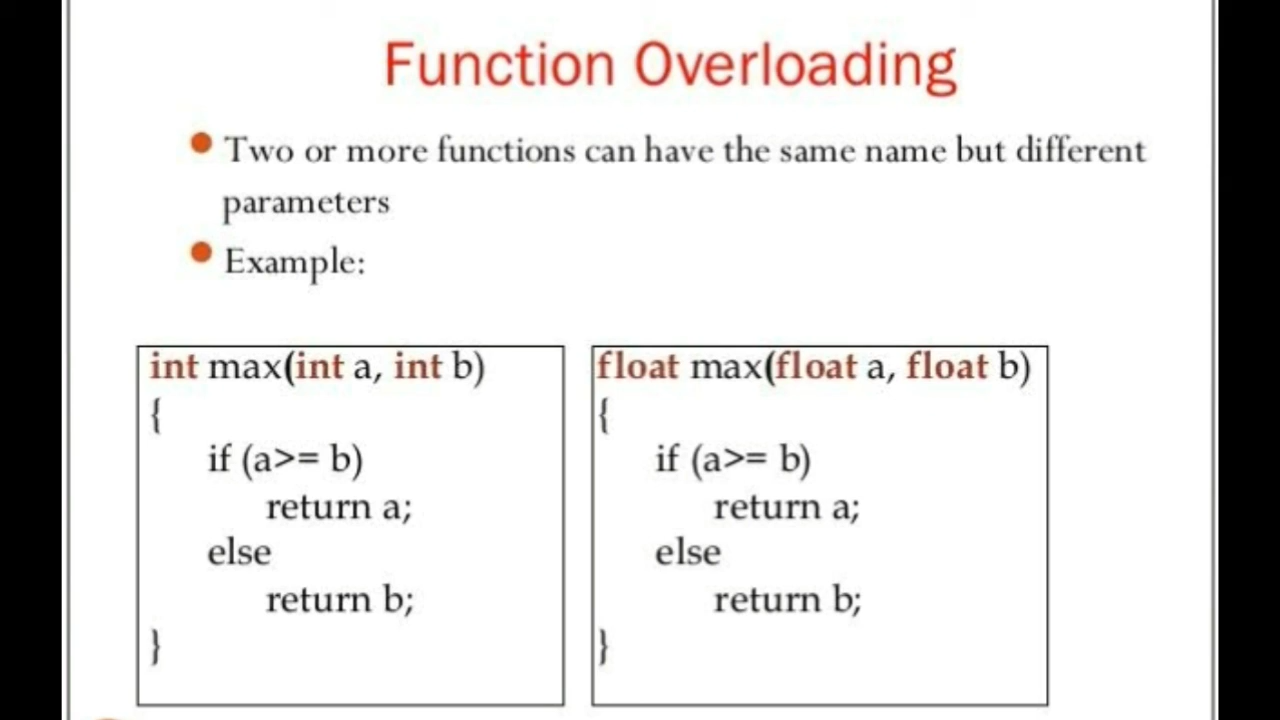 Function Overloading
Two or more functions can have the same name but different
parameters
Example:
int max(int a, int b)
{
if (a>= b)
return a;
else
return b;
}
float max(float a, float b)
{
if (a>= b)
return a;
else
return b;
}